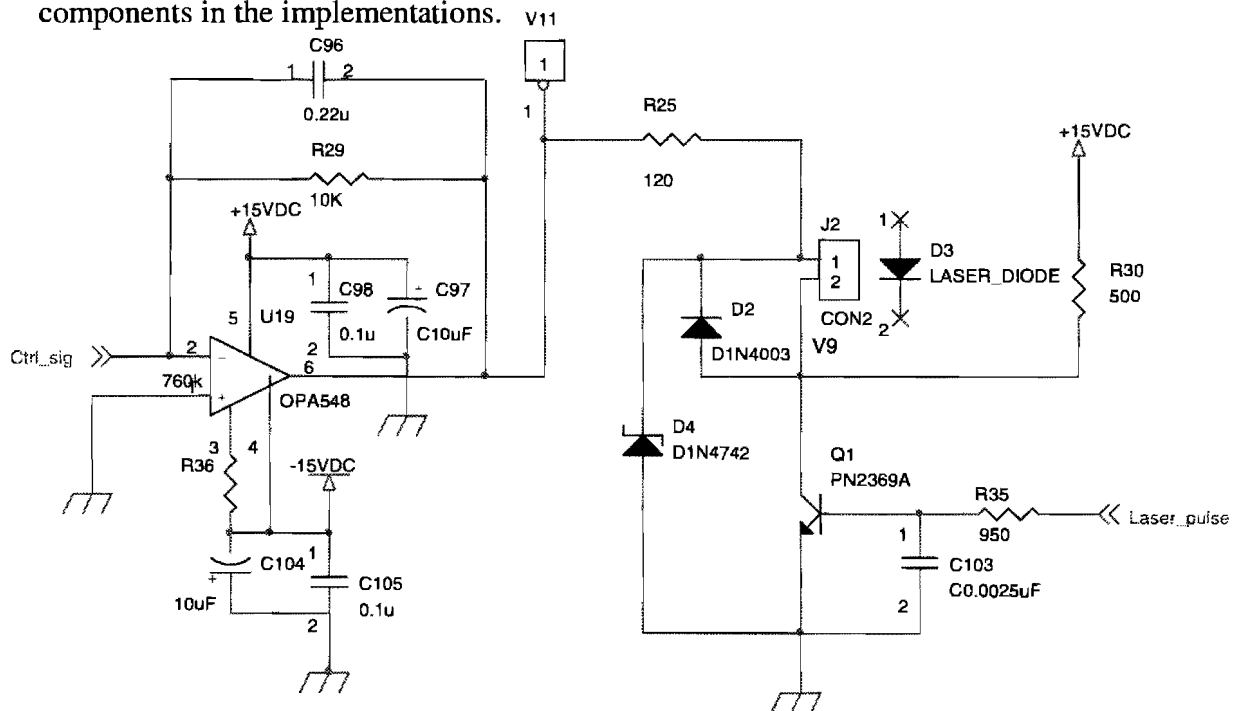 components in the implementations.
V11
C96
1
1 2
0.22u
1
R25
R29
+15VDC
120
10K
+15VDC
J2
1
1
D3
2
LASER_DIODE
R30
500
1
C98
C97
5
U19
D2
CON2
2
0.1u
C10uF
V9
Ctrl_sig
2
2
D1N4003
6
760k
OPA548
D4
D1N4742
3
4
Q1
R36
-15VDC
PN2369A
R35
Laser_pulse
950
1
1
C104
C103
C105
C0.0025uF
10uF
0.1u
2
2